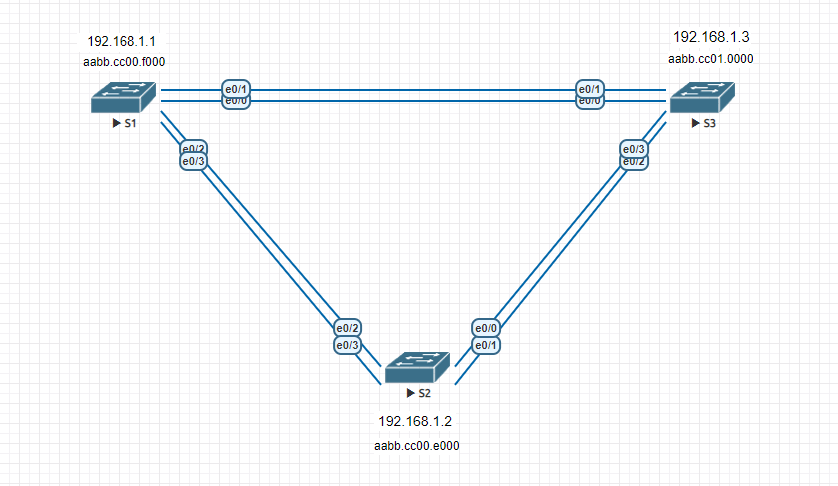 192.168.1.1
aabb.cc00.f000
S1
e0/1
e0/0
e0/2
e0/3
192.168.1.3
aabb.cc01.0000
S3
e0/1
e0/0
e0/3
e0/2
e0/2
e0/3
e0/0
e0/1
S2
192.168.1.2
aabb.cc00.e000